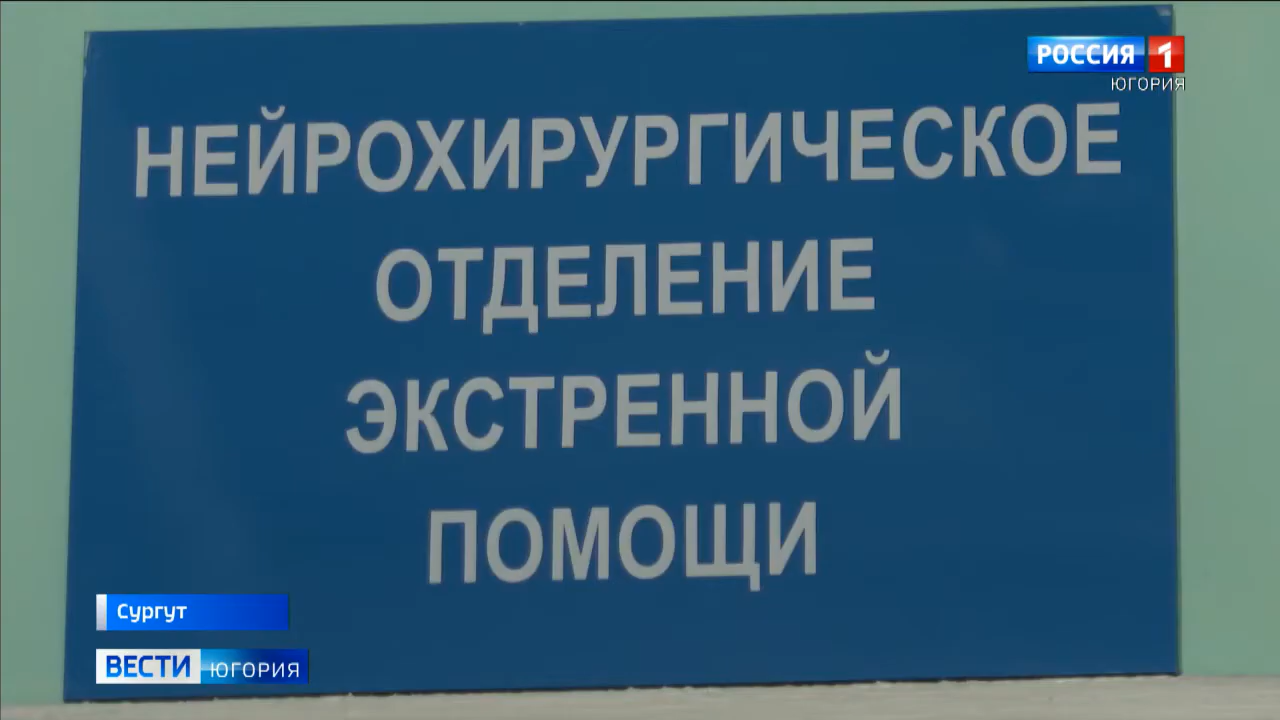 РОССИЯ 1
ЮГОРИЯ
НЕЙРОХИРУРГИЧЕСКОЕ
ОТДЕЛЕНИЕ
ЭКСТРЕННОЙ
ПОМОЩИ
Сургут
ВЕСТИ ЮГОРИЯ